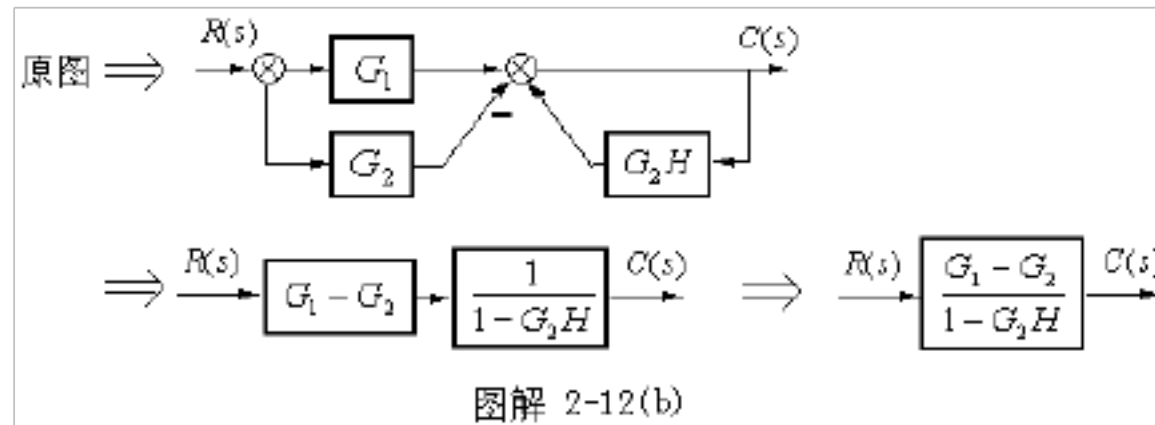 R(s) C(s)
原图 ⇒ ⊗ G₁ ⊗
−
G₂ G₂H
⇒ R(s) G₁ − G₂ 1/(1 − G₂H) C(s) ⇒ R(s) (G₁ − G₂)/(1 − G₂H) C(s)
图解 2-12(b)